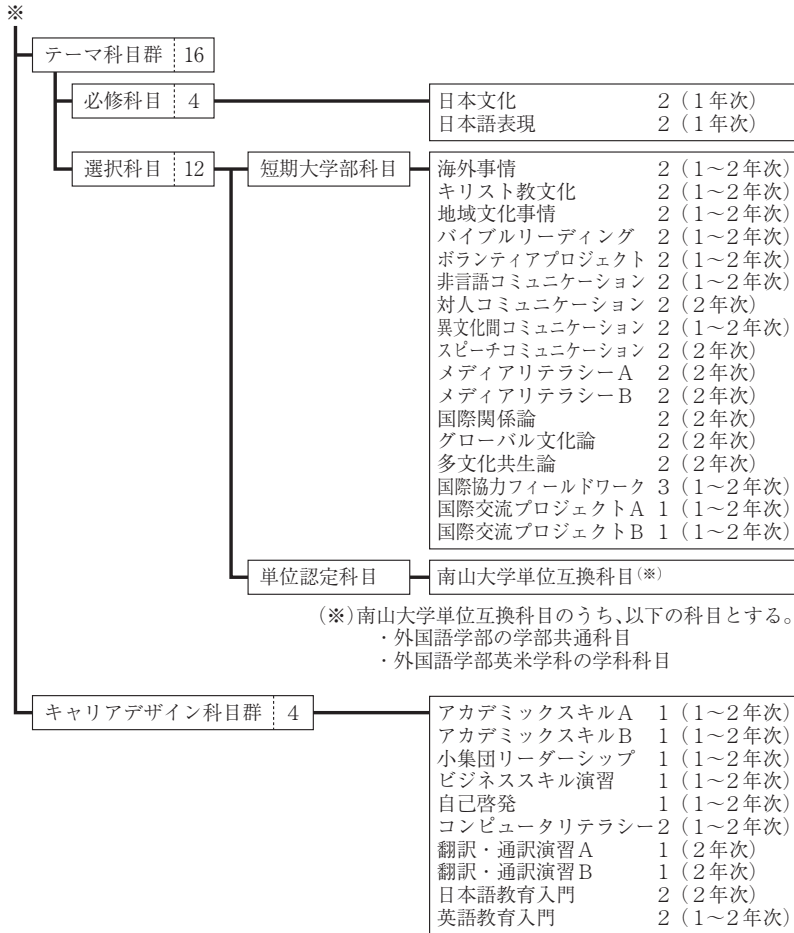 ※
テーマ科目群 16
必修科目 4
日本文化 2(1年次)
日本語表現 2(1年次)
選択科目 12
短期大学部科目
海外事情 2(1〜2年次)
キリスト教文化 2(1〜2年次)
地域文化事情 2(1〜2年次)
バイブルリーディング 2(1〜2年次)
ボランティアプロジェクト 2(1〜2年次)
非言語コミュニケーション 2(1〜2年次)
対人コミュニケーション 2(2年次)
異文化間コミュニケーション 2(1〜2年次)
スピーチコミュニケーション 2(2年次)
メディアリテラシーA 2(2年次)
メディアリテラシーB 2(2年次)
国際関係論 2(2年次)
グローバル文化論 2(2年次)
多文化共生論 2(2年次)
国際協力フィールドワーク 3(1〜2年次)
国際交流プロジェクトA 1(1〜2年次)
国際交流プロジェクトB 1(1〜2年次)
単位認定科目
南山大学単位互換科目(※)
(※)南山大学単位互換科目のうち、以下の科目とする。
・外国語学部の学部共通科目
・外国語学部英米学科の学科科目
キャリアデザイン科目群 4
アカデミックスキルA 1(1〜2年次)
アカデミックスキルB 1(1〜2年次)
小集団リーダーシップ 1(1〜2年次)
ビジネススキル演習 1(1〜2年次)
自己啓発 1(1〜2年次)
コンピュータリテラシー 2(1〜2年次)
翻訳・通訳演習A 1(2年次)
翻訳・通訳演習B 1(2年次)
日本語教育入門 2(2年次)
英語教育入門 2(1〜2年次)